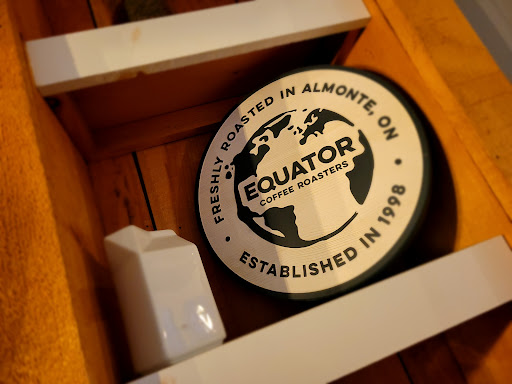 FRESHLY ROASTED IN ALMONTE, ON
EQUATOR
COFFEE ROASTERS
• ESTABLISHED IN 1998 •